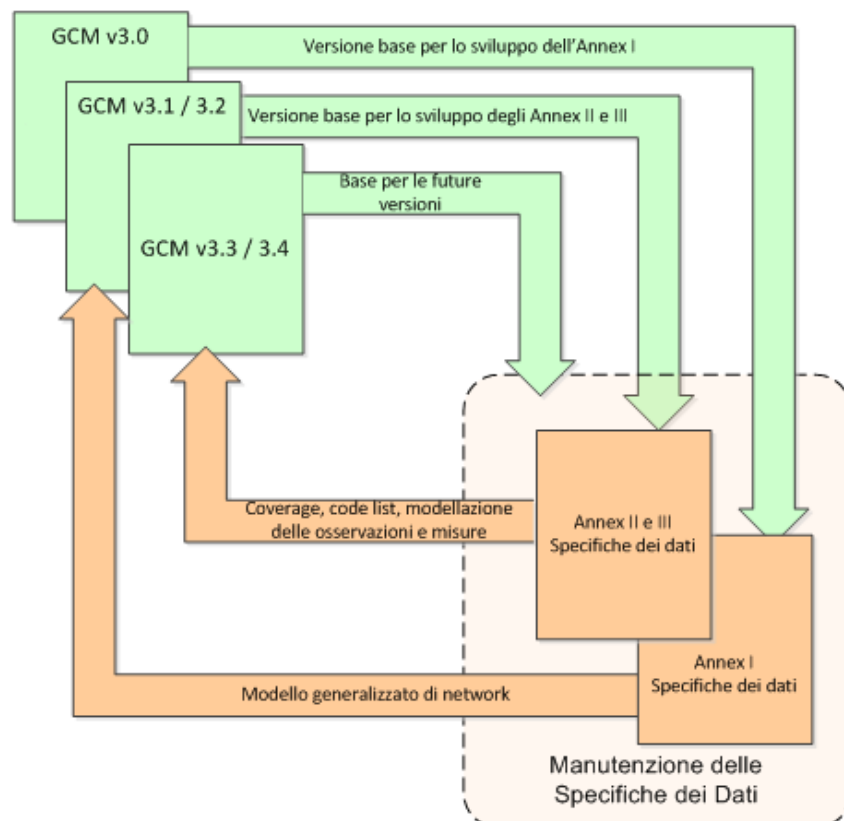 GCM v3.0
Versione base per lo sviluppo dell'Annex I
GCM v3.1 / 3.2
Versione base per lo sviluppo degli Annex II e III
Base per le future
versioni
GCM v3.3 / 3.4
Coverage, code list, modellazione
delle osservazioni e misure
Annex II e III
Specifiche dei dati
Annex I
Specifiche dei dati
Modello generalizzato di network
Manutenzione delle
Specifiche dei Dati